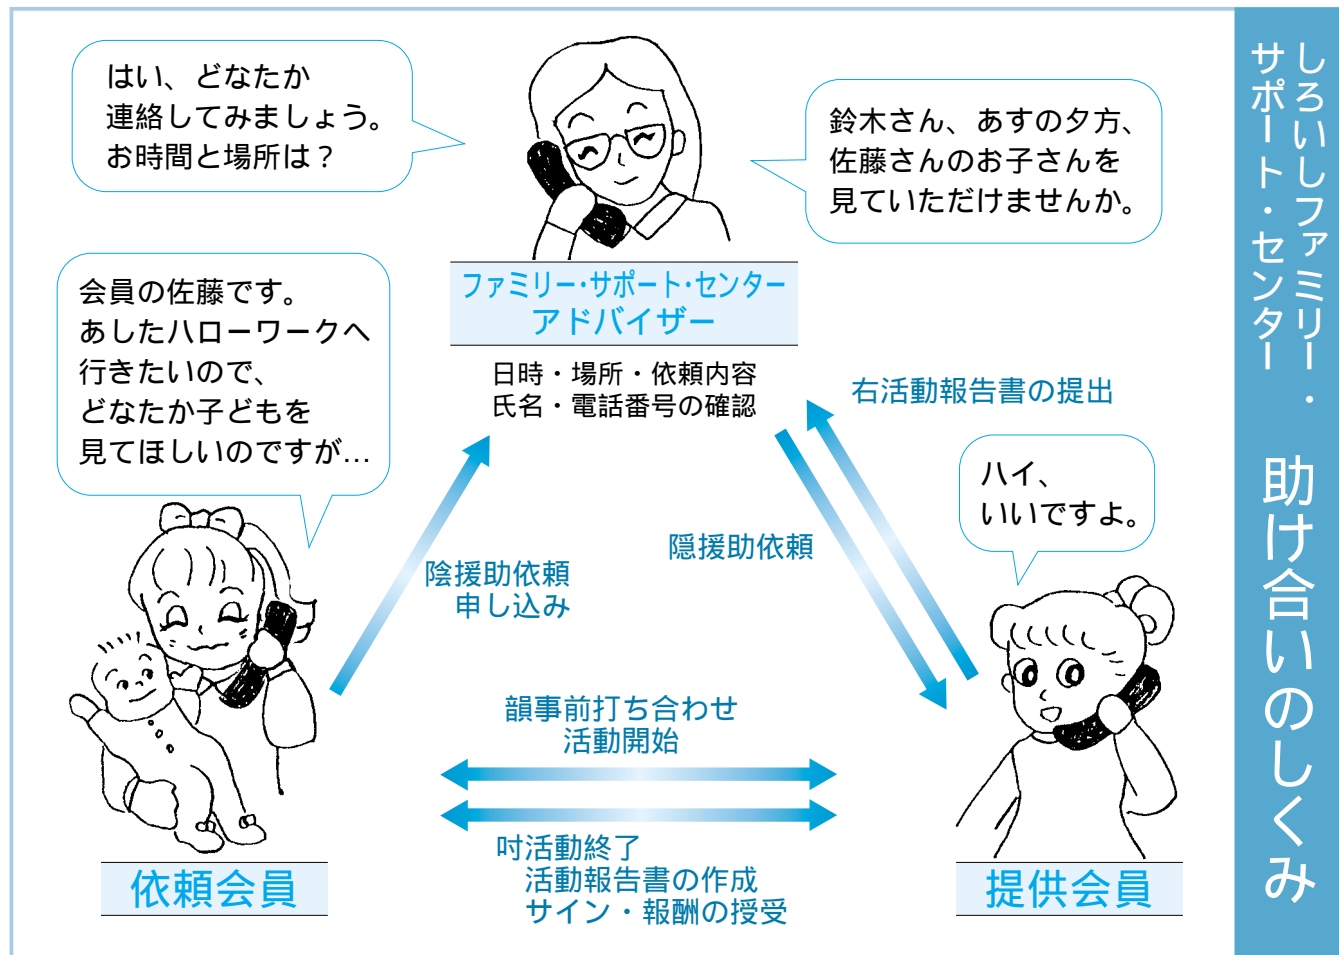 しろいしファミリー・
サポート・センター
助け合いのしくみ
はい、どなたか
連絡してみましょう。
お時間と場所は？
鈴木さん、あすの夕方、
佐藤さんのお子さんを
見ていただけませんか。
ファミリー・サポート・センター
アドバイザー
日時・場所・依頼内容
氏名・電話番号の確認
会員の佐藤です。
あしたハローワークへ
行きたいので、
どなたか子どもを
見てほしいのですが…
右活動報告書の提出
ハイ、
いいですよ。
隠援助依頼
陰援助依頼
申し込み
韻事前打ち合わせ
活動開始
吋活動終了
活動報告書の作成
サイン・報酬の授受
依頼会員
提供会員